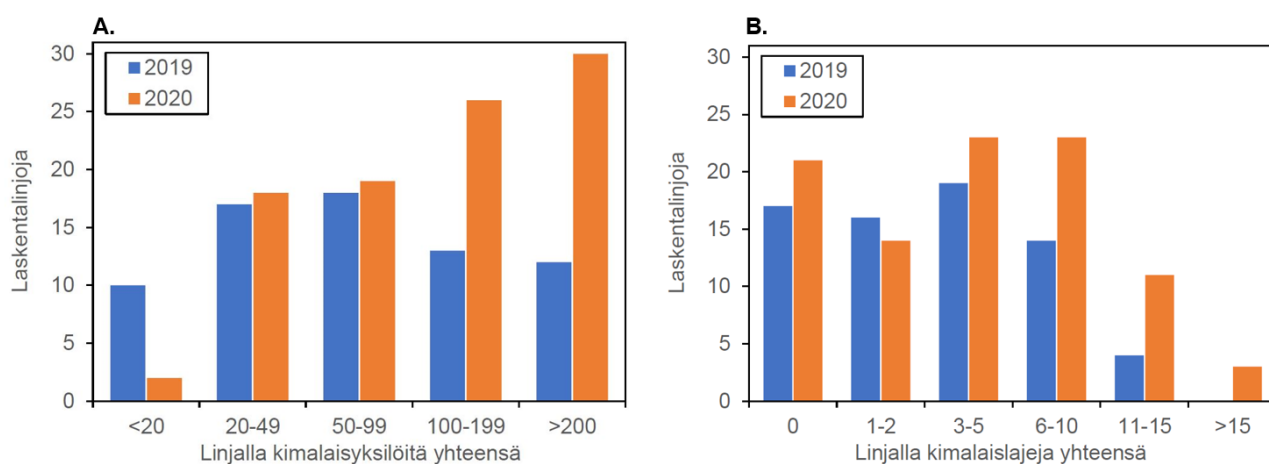 A.
30
25
20
15
10
5
0
Laskentalinjoja
2019
2020
<20 20-49 50-99 100-199 >200
Linjalla kimalaisyksilöitä yhteensä
B.
30
25
20
15
10
5
0
Laskentalinjoja
2019
2020
0 1-2 3-5 6-10 11-15 >15
Linjalla kimalaislajeja yhteensä